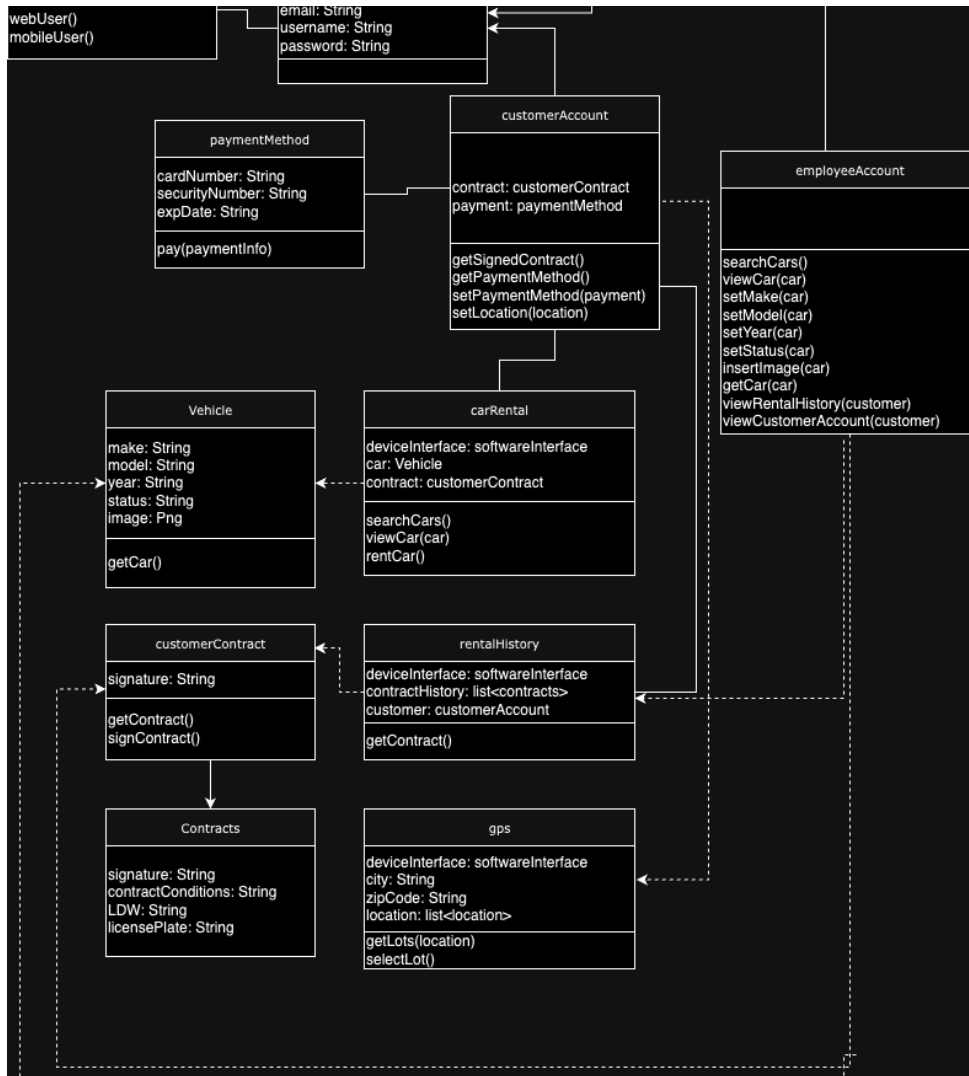 webUser()
mobileUser()
email: String
username: String
password: String
customerAccount
contract: customerContract
payment: paymentMethod
getSignedContract()
getPaymentMethod()
setPaymentMethod(payment)
setLocation(location)
paymentMethod
cardNumber: String
securityNumber: String
expDate: String
pay(paymentInfo)
employeeAccount
searchCars()
viewCar(car)
setMake(car)
setModel(car)
setYear(car)
setStatus(car)
insertImage(car)
getCar(car)
viewRentalHistory(customer)
viewCustomerAccount(customer)
Vehicle
make: String
model: String
year: String
status: String
image: Png
getCar()
carRental
deviceInterface: softwareInterface
car: Vehicle
contract: customerContract
searchCars()
viewCar(car)
rentCar()
customerContract
signature: String
getContract()
signContract()
rentalHistory
deviceInterface: softwareInterface
contractHistory: list<contracts>
customer: customerAccount
getContract()
Contracts
signature: String
contractConditions: String
LDW: String
licensePlate: String
gps
deviceInterface: softwareInterface
city: String
zipCode: String
location: list<location>
getLots(location)
selectLot()